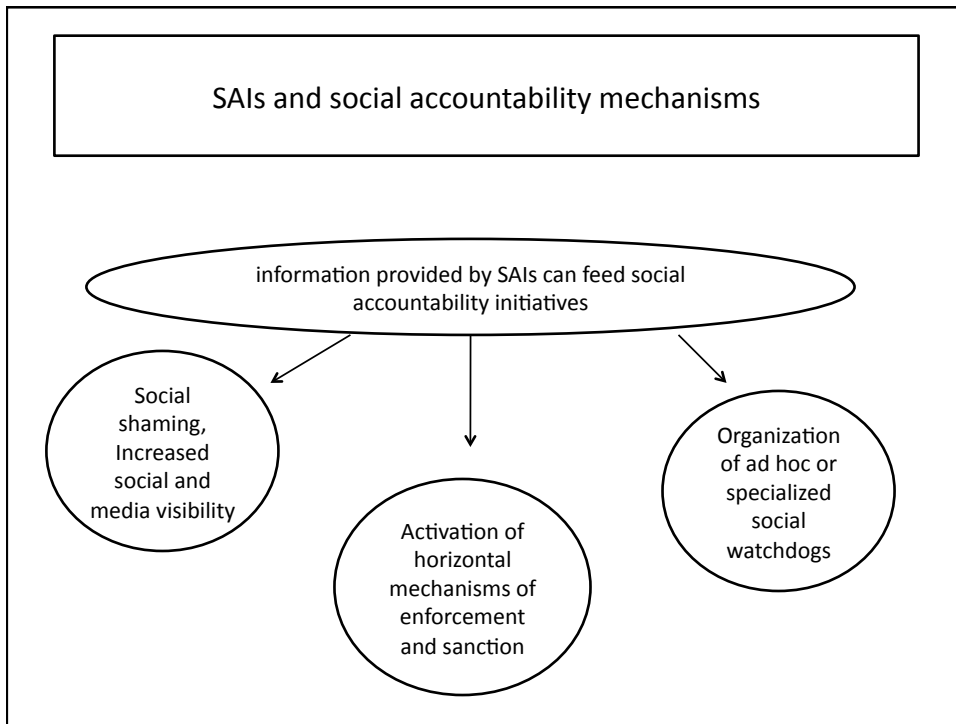 SAIs and social accountability mechanisms
information provided by SAIs can feed social
accountability initiatives
Social
shaming,
Increased
social and
media visibility
Activation of
horizontal
mechanisms of
enforcement
and sanction
Organization
of ad hoc or
specialized
social
watchdogs